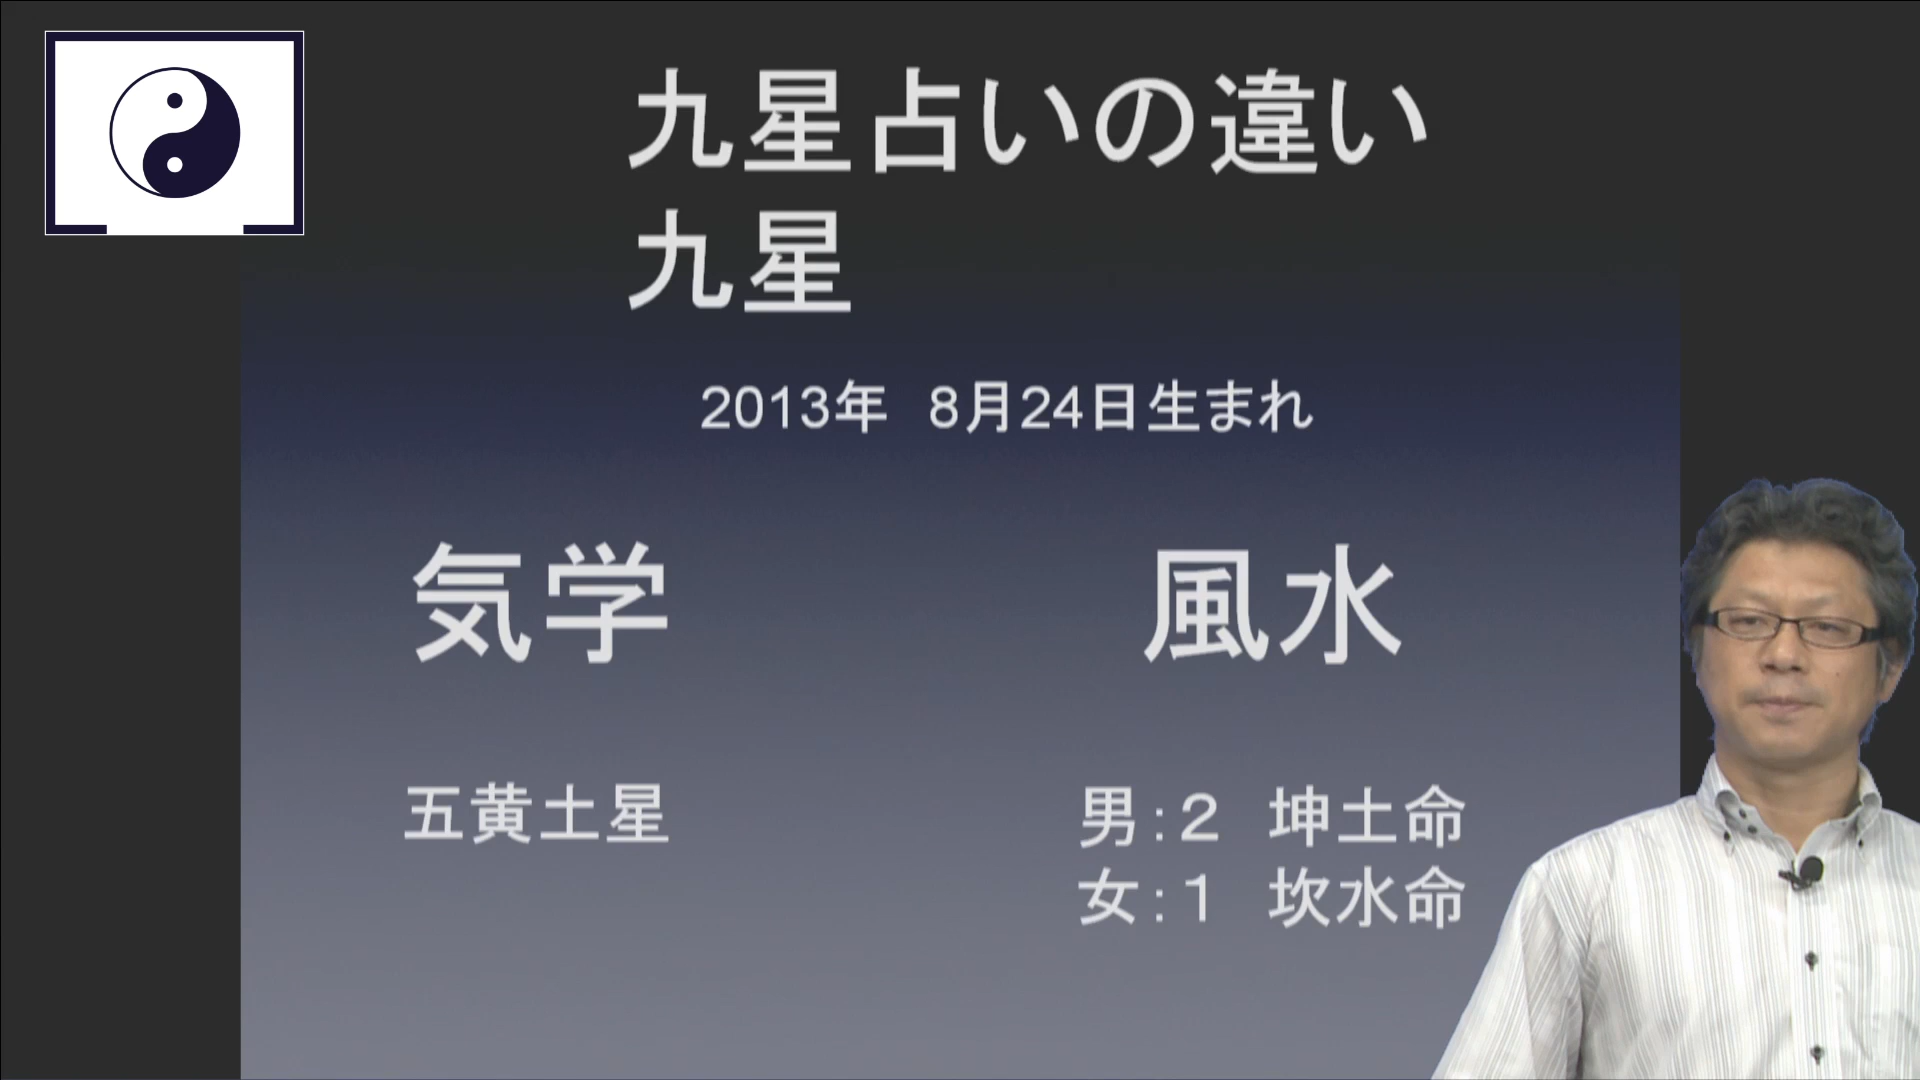 九星占いの違い
九星
2013年　8月24日生まれ
気学
風水
五黄土星
男：２　坤土命
女：１　坎水命